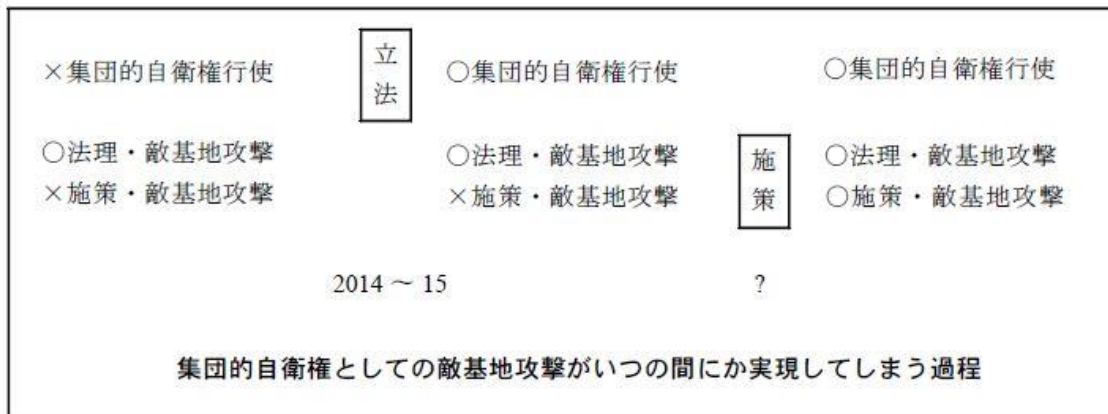 ×集団的自衛権行使 立法 ○集団的自衛権行使 ○集団的自衛権行使
○法理・敵基地攻撃 ○法理・敵基地攻撃 施策 ○法理・敵基地攻撃
×施策・敵基地攻撃 ×施策・敵基地攻撃 ○施策・敵基地攻撃
2014 ～ 15 ?
集団的自衛権としての敵基地攻撃がいつの間にか実現してしまう過程